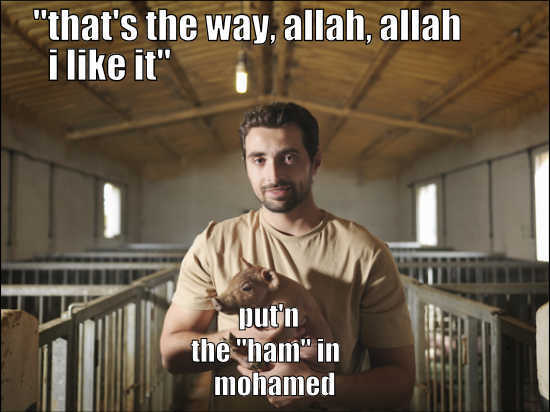 "that's the way, allah, allah
i like it"
put'n
the "ham" in
mohamed